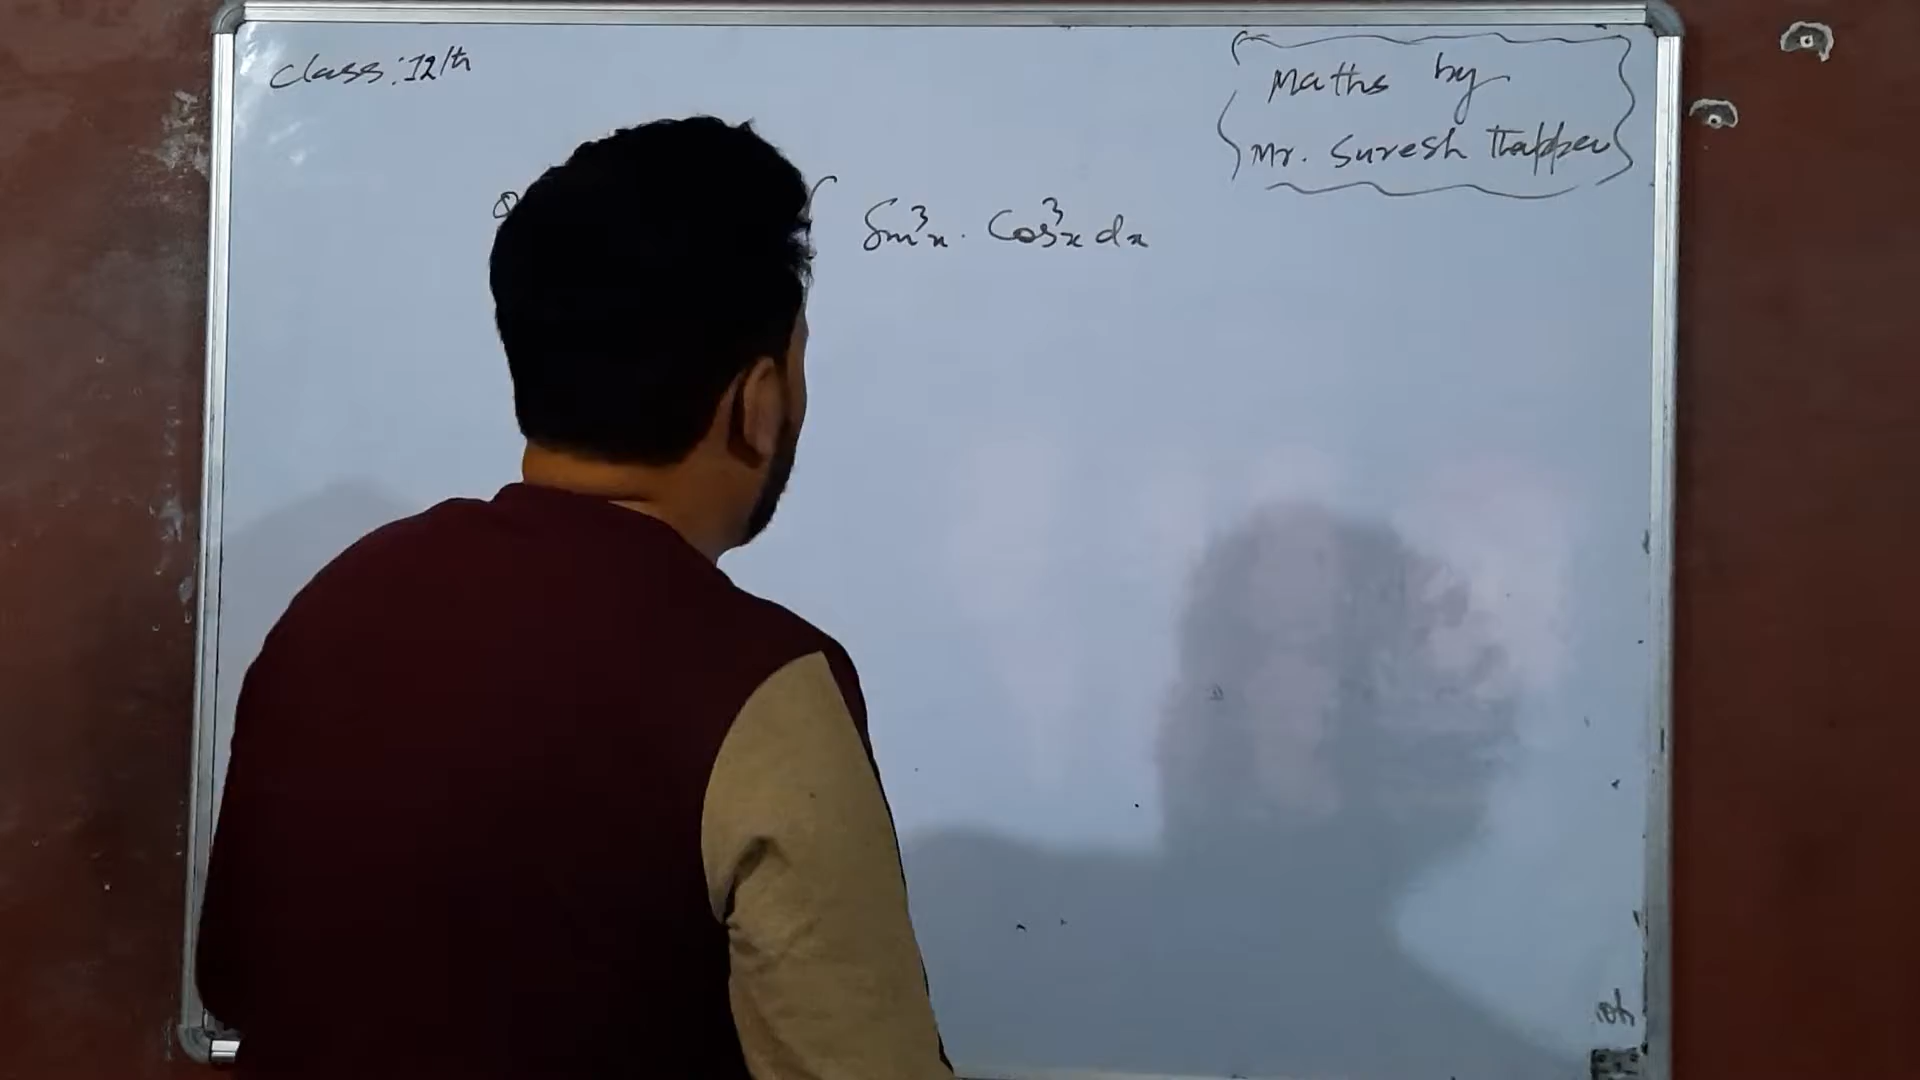 Class: 12th
Maths by
Mr. Suresh Thapper
∫ Sin³x . Cos³x dx